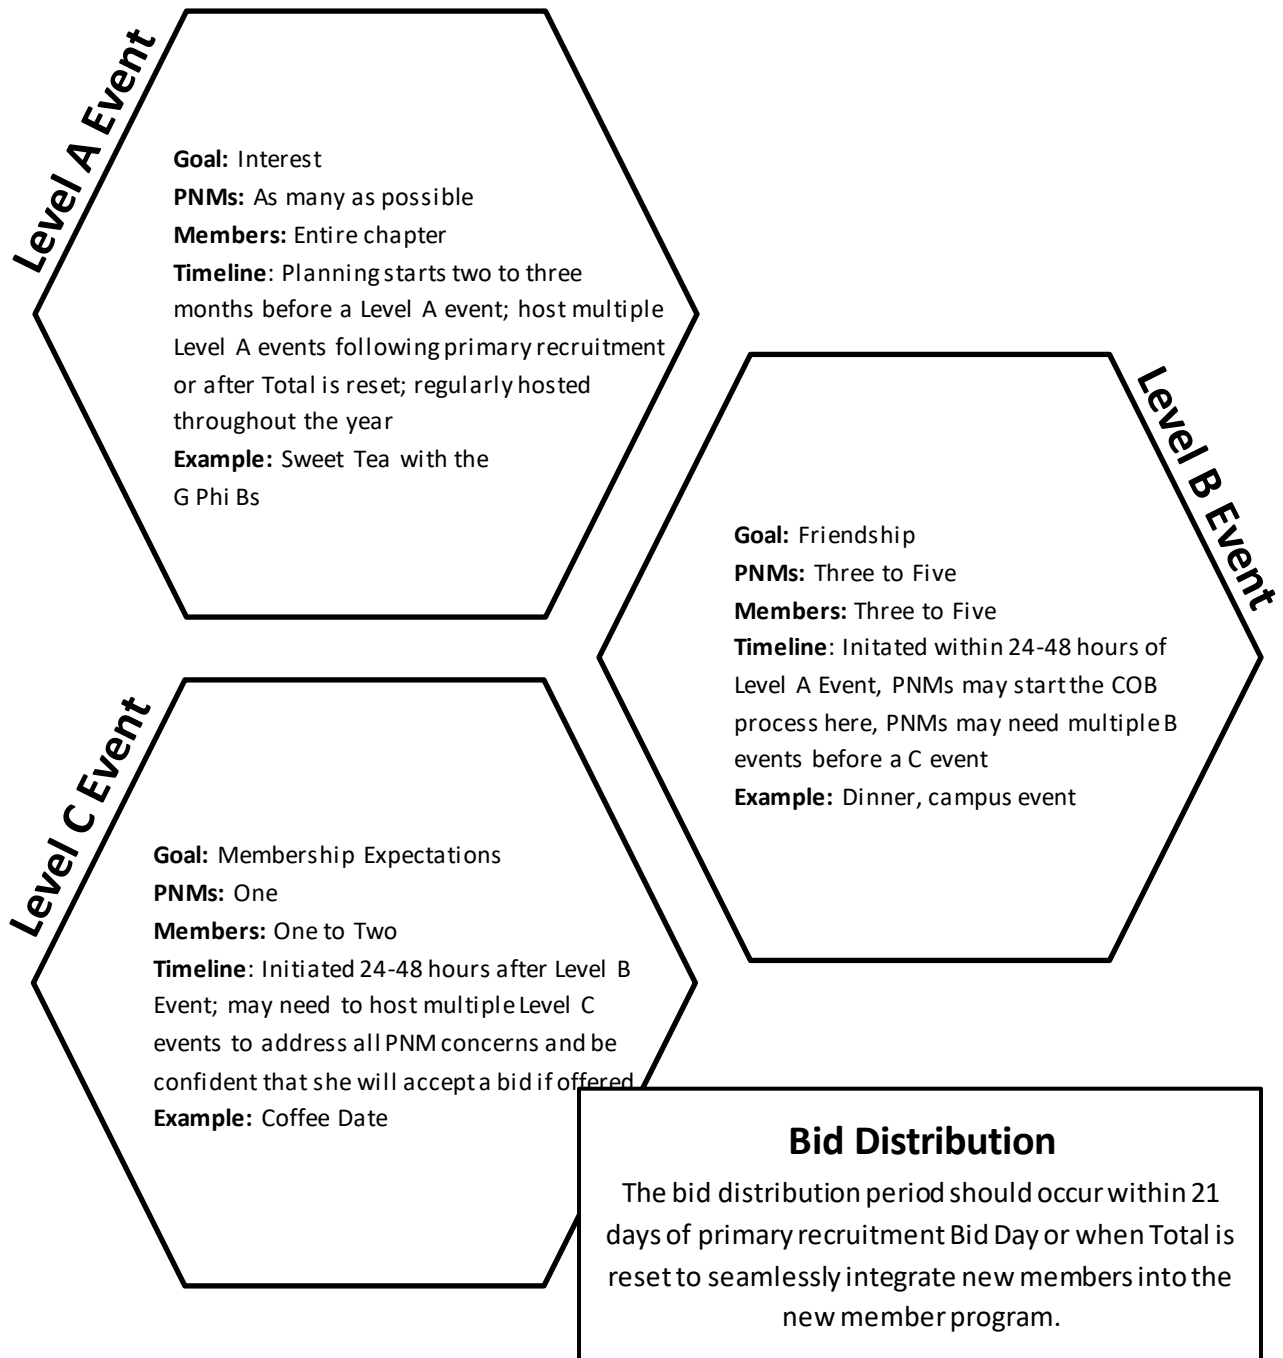 Level A Event
Goal: Interest
PNMs: As many as possible
Members: Entire chapter
Timeline: Planning starts two to three
months before a Level A event; host multiple
Level A events following primary recruitment
or after Total is reset; regularly hosted
throughout the year
Example: Sweet Tea with the
G Phi Bs
Level B Event
Goal: Friendship
PNMs: Three to Five
Members: Three to Five
Timeline: Initated within 24-48 hours of
Level A Event, PNMs may start the COB
process here, PNMs may need multiple B
events before a C event
Example: Dinner, campus event
Level C Event
Goal: Membership Expectations
PNMs: One
Members: One to Two
Timeline: Initiated 24-48 hours after Level B
Event; may need to host multiple Level C
events to address all PNM concerns and be
confident that she will accept a bid if offered
Example: Coffee Date
Bid Distribution
The bid distribution period should occur within 21
days of primary recruitment Bid Day or when Total is
reset to seamlessly integrate new members into the
new member program.